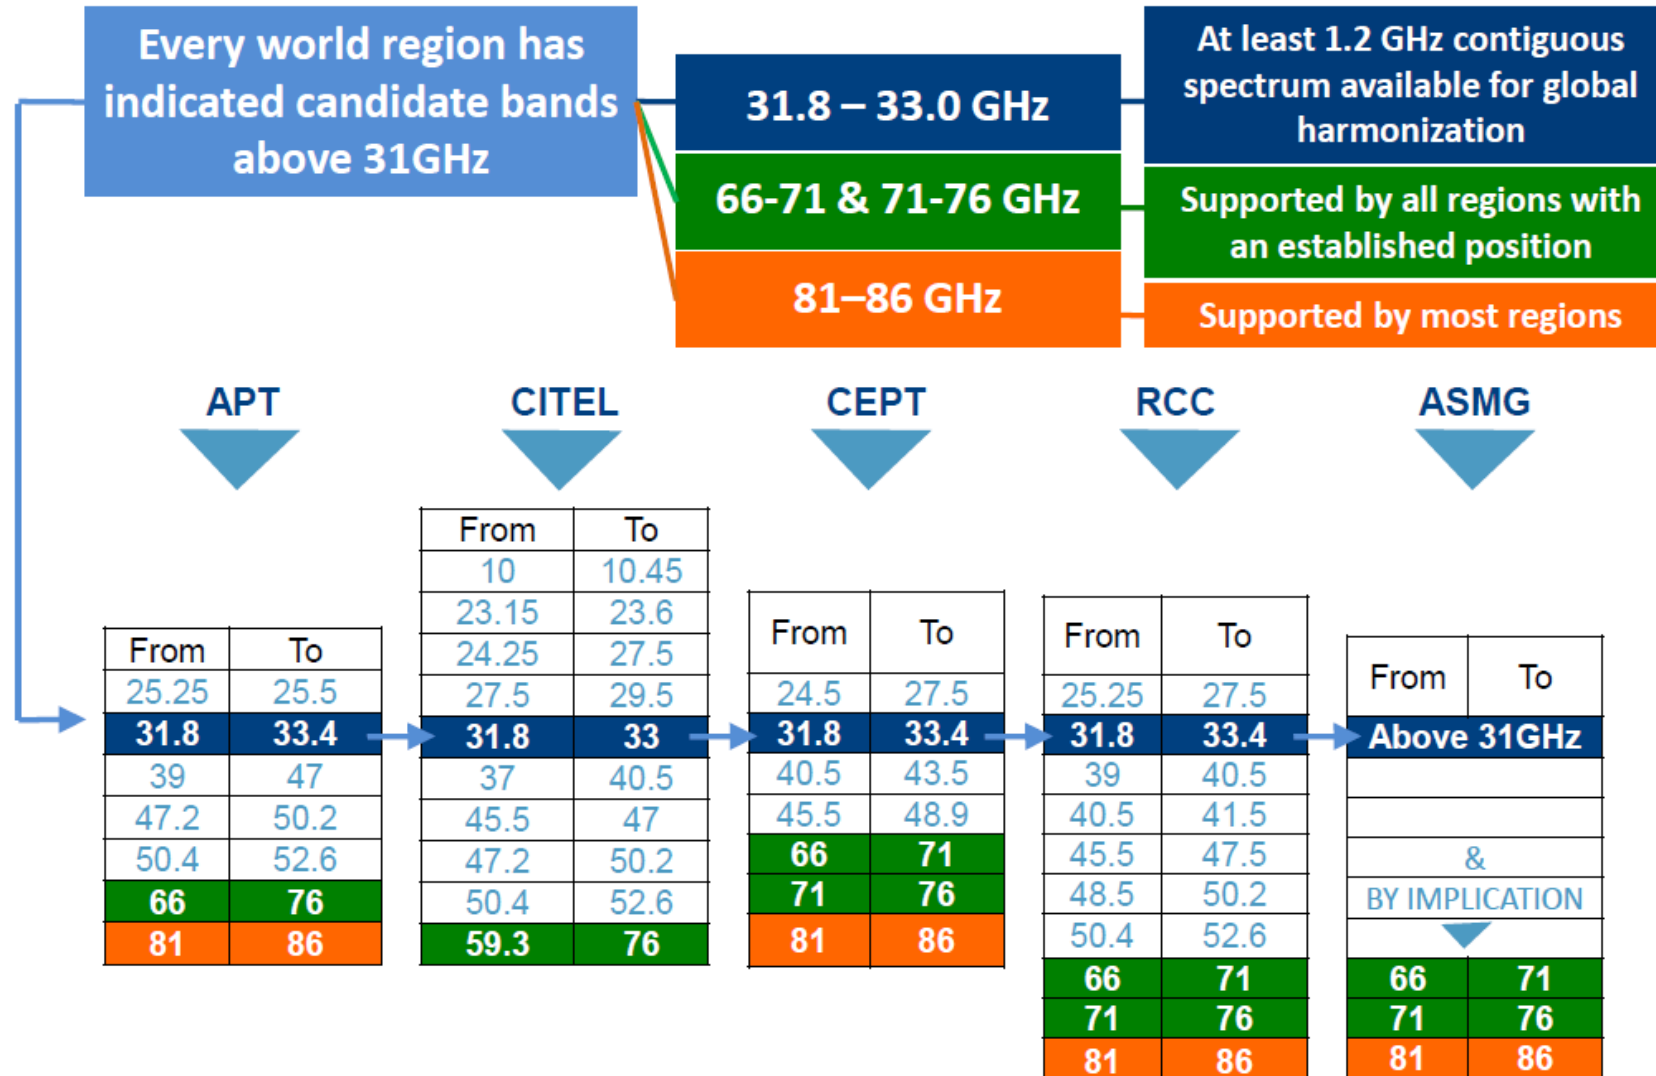 Every world region has
indicated candidate bands
above 31GHz
31.8 – 33.0 GHz
66-71 & 71-76 GHz
81–86 GHz
At least 1.2 GHz contiguous
spectrum available for global
harmonization
Supported by all regions with
an established position
Supported by most regions
APT
From To
25.25 25.5
31.8 33.4
39 47
47.2 50.2
50.4 52.6
66 76
81 86
CITEL
From To
10 10.45
23.15 23.6
24.25 27.5
27.5 29.5
31.8 33
37 40.5
45.5 47
47.2 50.2
50.4 52.6
59.3 76
CEPT
From To
24.5 27.5
31.8 33.4
40.5 43.5
45.5 48.9
66 71
71 76
81 86
RCC
From To
25.25 27.5
31.8 33.4
39 40.5
40.5 41.5
45.5 47.5
48.5 50.2
50.4 52.6
66 71
71 76
81 86
ASMG
From To
Above 31GHz
&
BY IMPLICATION
66 71
71 76
81 86